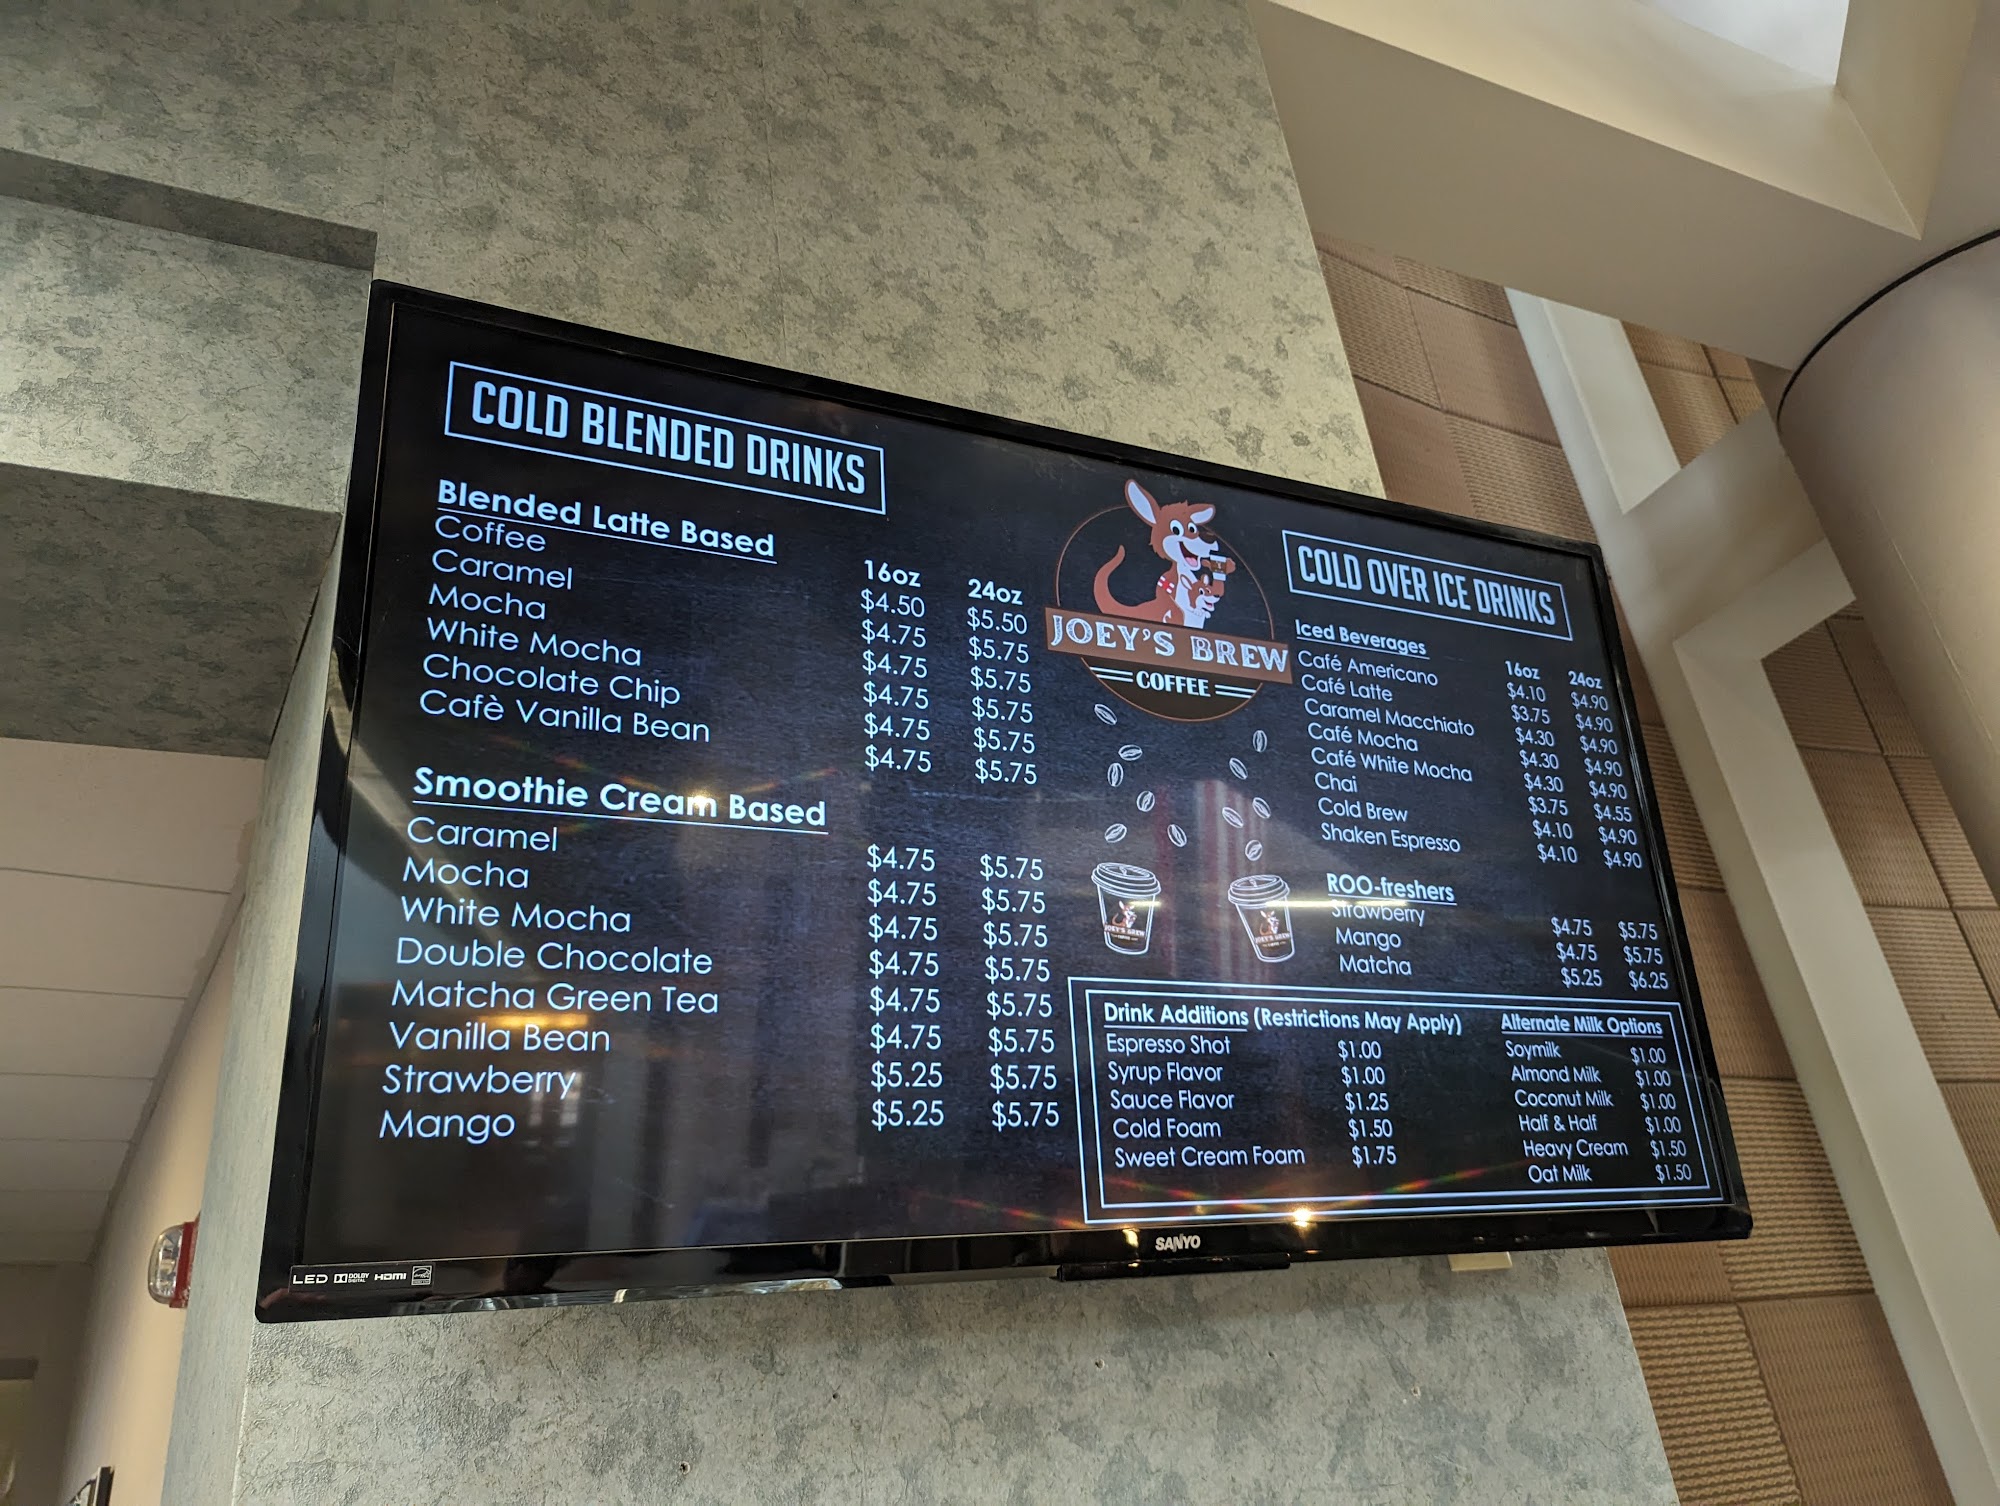 COLD BLENDED DRINKS
Blended Latte Based
16oz 24oz
Coffee $4.50 $5.50
Caramel $4.75 $5.75
Mocha $4.75 $5.75
White Mocha $4.75 $5.75
Chocolate Chip $4.75 $5.75
Cafè Vanilla Bean $4.75 $5.75
Smoothie Cream Based
Caramel $4.75 $5.75
Mocha $4.75 $5.75
White Mocha $4.75 $5.75
Double Chocolate $4.75 $5.75
Matcha Green Tea $4.75 $5.75
Vanilla Bean $4.75 $5.75
Strawberry $5.25 $5.75
Mango $5.25 $5.75
JOEY'S BREW
COFFEE
JOEY'S BREW
JOEY'S BREW
COLD OVER ICE DRINKS
Iced Beverages
16oz 24oz
Café Americano $4.10 $4.90
Café Latte $3.75 $4.90
Caramel Macchiato $4.30 $4.90
Café Mocha $4.30 $4.90
Café White Mocha $4.30 $4.90
Chai $3.75 $4.55
Cold Brew $4.10 $4.90
Shaken Espresso $4.10 $4.90
ROO-freshers
Strawberry $4.75 $5.75
Mango $4.75 $5.75
Matcha $5.25 $6.25
Drink Additions (Restrictions May Apply)
Espresso Shot $1.00
Syrup Flavor $1.00
Sauce Flavor $1.25
Cold Foam $1.50
Sweet Cream Foam $1.75
Alternate Milk Options
Soymilk $1.00
Almond Milk $1.00
Coconut Milk $1.00
Half & Half $1.00
Heavy Cream $1.50
Oat Milk $1.50
SANYO
LED DOLBY DIGITAL HDMI